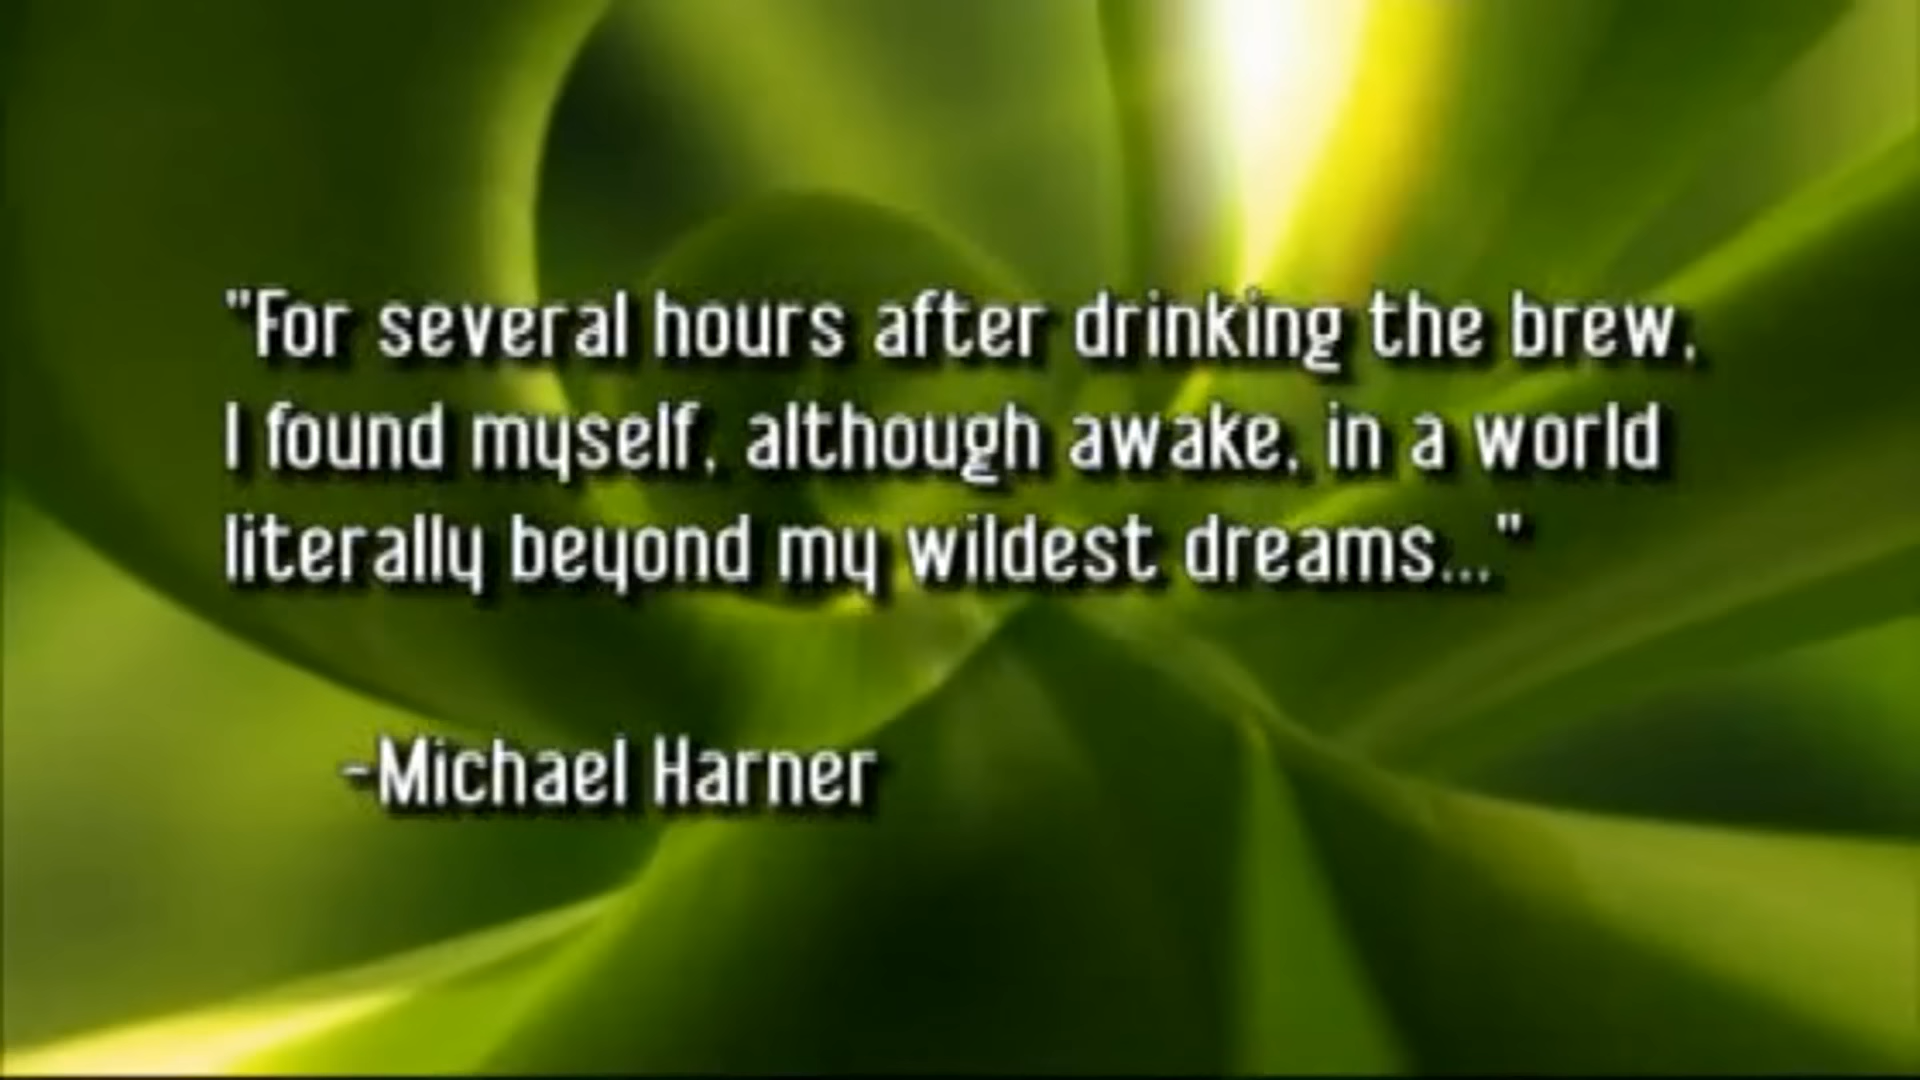 "For several hours after drinking the brew,
I found myself, although awake, in a world
literally beyond my wildest dreams..."
-Michael Harner